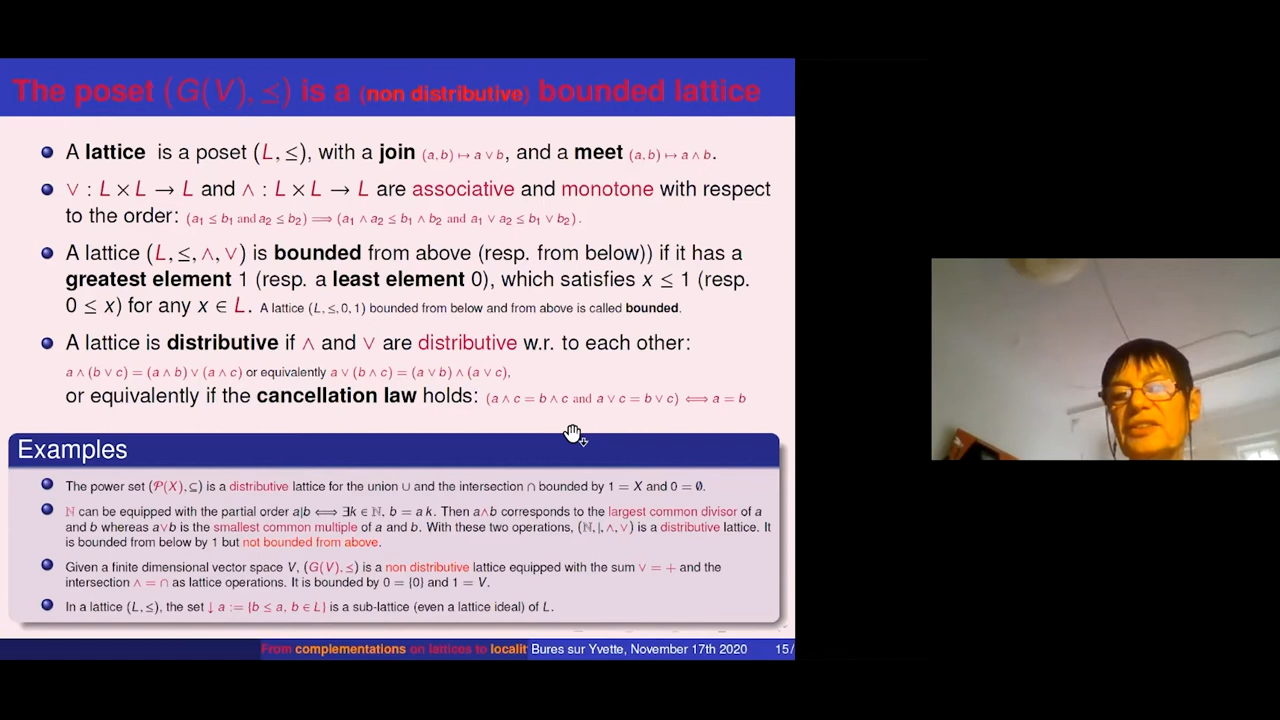 The poset (G(V), ⪯) is a (non distributive) bounded lattice
A lattice is a poset (L, ≤), with a join (a, b) ↦ a ∨ b, and a meet (a, b) ↦ a ∧ b.
∨ : L × L → L and ∧ : L × L → L are associative and monotone with respect
to the order: (a₁ ≤ b₁ and a₂ ≤ b₂) ⟹ (a₁ ∧ a₂ ≤ b₁ ∧ b₂ and a₁ ∨ a₂ ≤ b₁ ∨ b₂).
A lattice (L, ≤, ∧, ∨) is bounded from above (resp. from below)) if it has a
greatest element 1 (resp. a least element 0), which satisfies x ≤ 1 (resp.
0 ≤ x) for any x ∈ L. A lattice (L, ≤, 0, 1) bounded from below and from above is called bounded.
A lattice is distributive if ∧ and ∨ are distributive w.r. to each other:
a ∧ (b ∨ c) = (a ∧ b) ∨ (a ∧ c) or equivalently a ∨ (b ∧ c) = (a ∨ b) ∧ (a ∨ c),
or equivalently if the cancellation law holds: (a ∧ c = b ∧ c and a ∨ c = b ∨ c) ⟺ a = b
Examples
The power set (𝒫(X), ⊆) is a distributive lattice for the union ∪ and the intersection ∩ bounded by 1 = X and 0 = ∅.
ℕ can be equipped with the partial order a|b ⟺ ∃k ∈ ℕ, b = a k. Then a∧b corresponds to the largest common divisor of a
and b whereas a∨b is the smallest common multiple of a and b. With these two operations, (ℕ, |, ∧, ∨) is a distributive lattice. It
is bounded from below by 1 but not bounded from above.
Given a finite dimensional vector space V, (G(V), ⪯) is a non distributive lattice equipped with the sum ∨ = + and the
intersection ∧ = ∩ as lattice operations. It is bounded by 0 = {0} and 1 = V.
In a lattice (L, ≤), the set ↓ a := {b ≤ a, b ∈ L} is a sub-lattice (even a lattice ideal) of L.
From complementations on lattices to localit Bures sur Yvette, November 17th 2020 15/